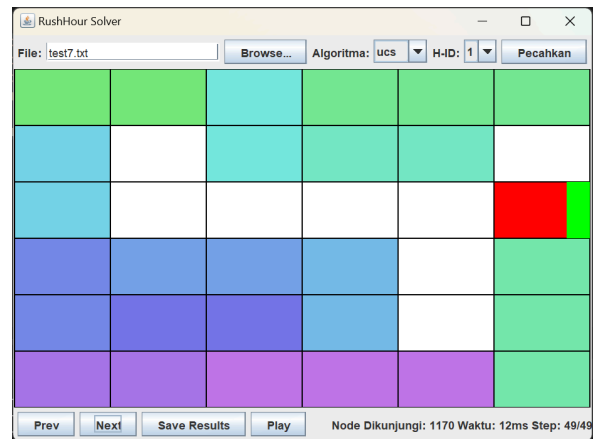 RushHour Solver
File: test7.txt Browse... Algoritma: ucs H-ID: 1 Pecahkan
Prev Next Save Results Play Node Dikunjungi: 1170 Waktu: 12ms Step: 49/49